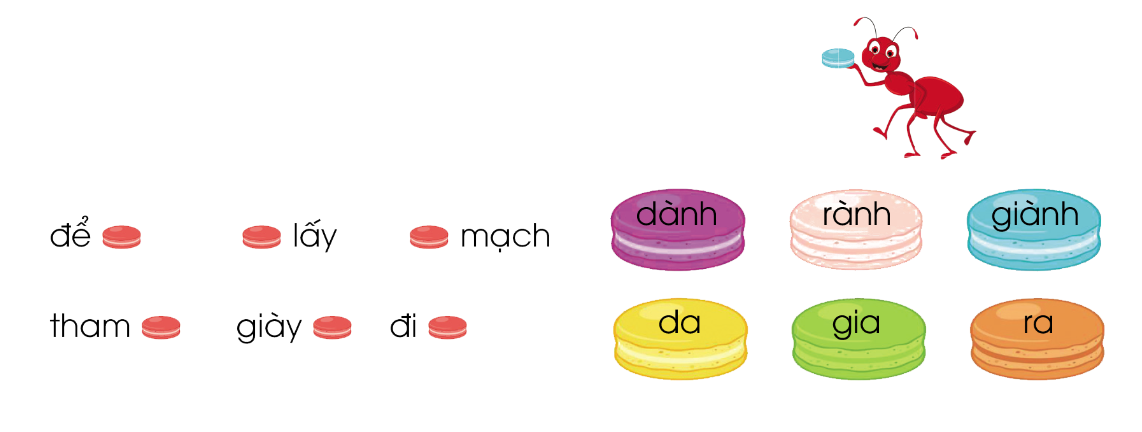 dành rành giành
để lấy mạch
da gia ra
tham giày đi